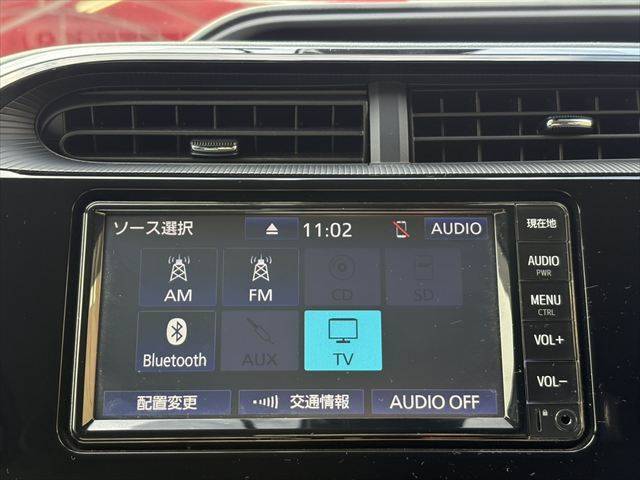 ソース選択 11:02 AUDIO
AM FM CD SD
Bluetooth AUX TV
配置変更 交通情報 AUDIO OFF
現在地
AUDIO
PWR
MENU
CTRL
VOL+
VOL-